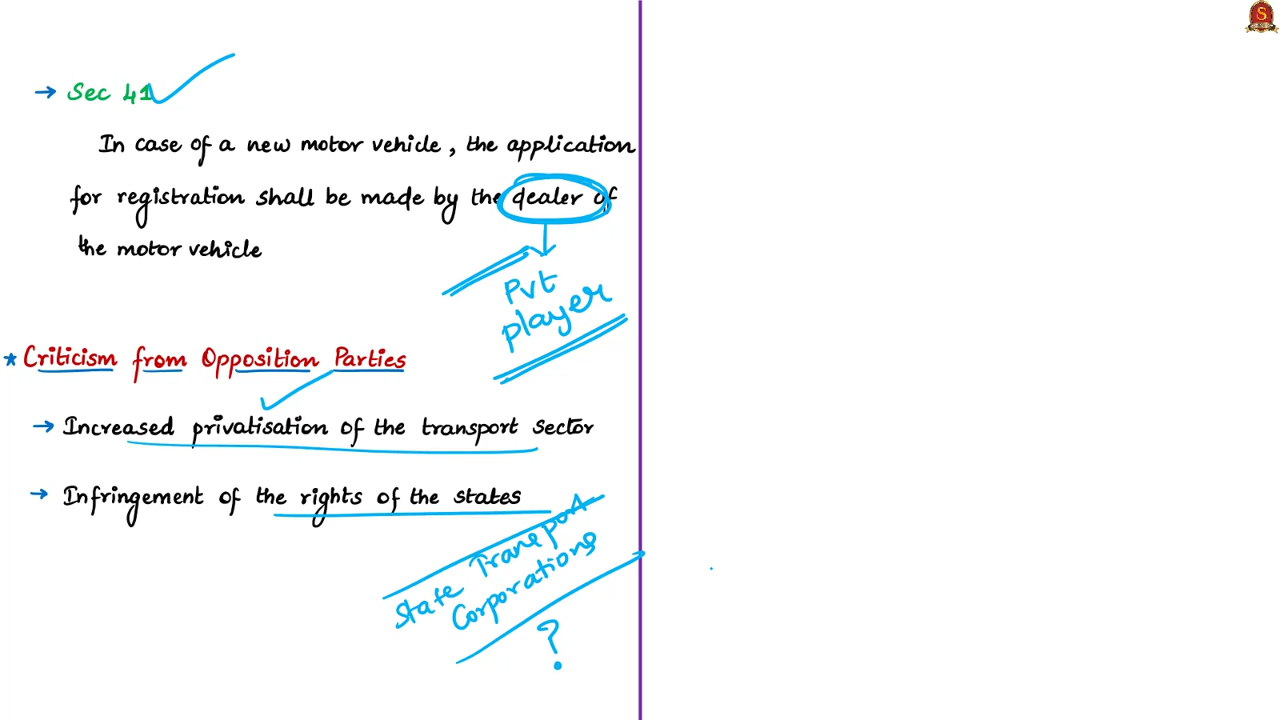 → Sec 41
In case of a new motor vehicle, the application
for registration shall be made by the dealer of
the motor vehicle
Pvt
player
* Criticism from Opposition Parties
→ Increased privatisation of the transport sector
→ Infringement of the rights of the states
State Transport
Corporations
?
S